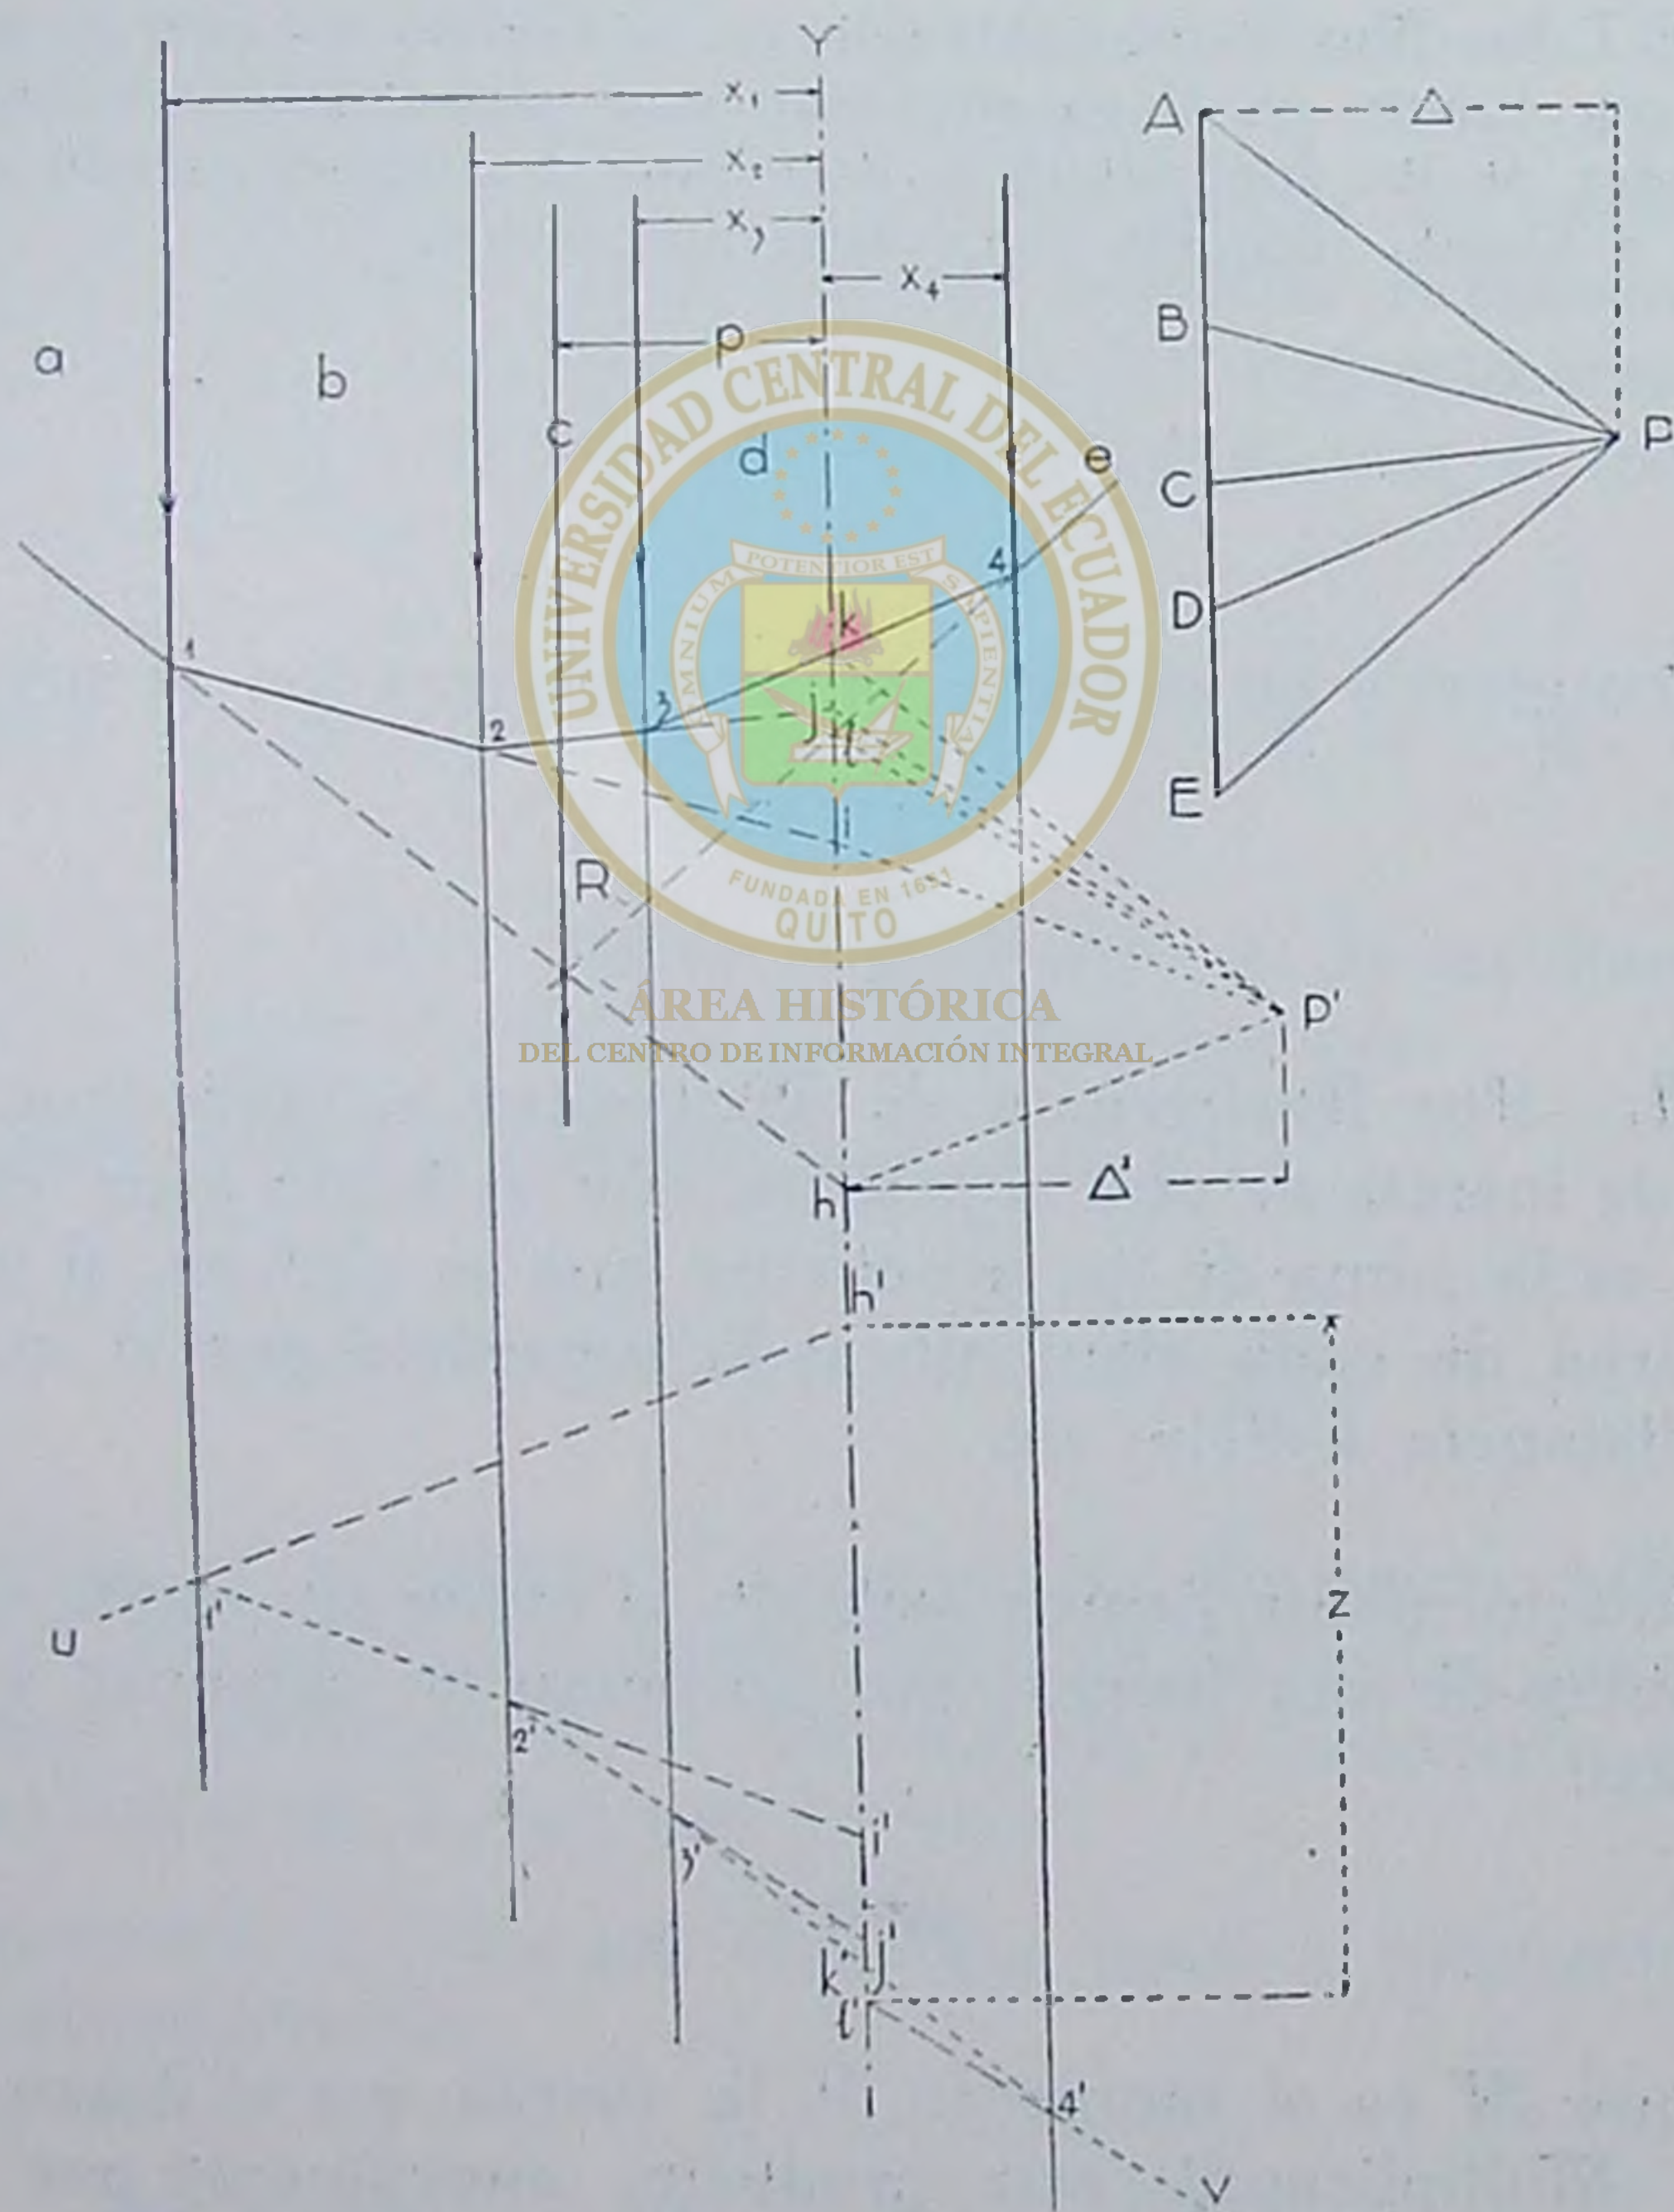 Y
x₁
A
Δ
x₂
x₃
x₄
B
P
a
p
b
c
d
e
C
4
D
k
1
3
j
2
E
R
UNIVERSIDAD CENTRAL DEL ECUADOR
OMNIUM POTENTIOR EST SAPIENTIA
FUNDADA EN 1651
QUITO
ÁREA HISTÓRICA
DEL CENTRO DE INFORMACIÓN INTEGRAL
P'
h
Δ'
h'
Z
1'
U
2'
i'
3'
j'
k'
l'
4'
V